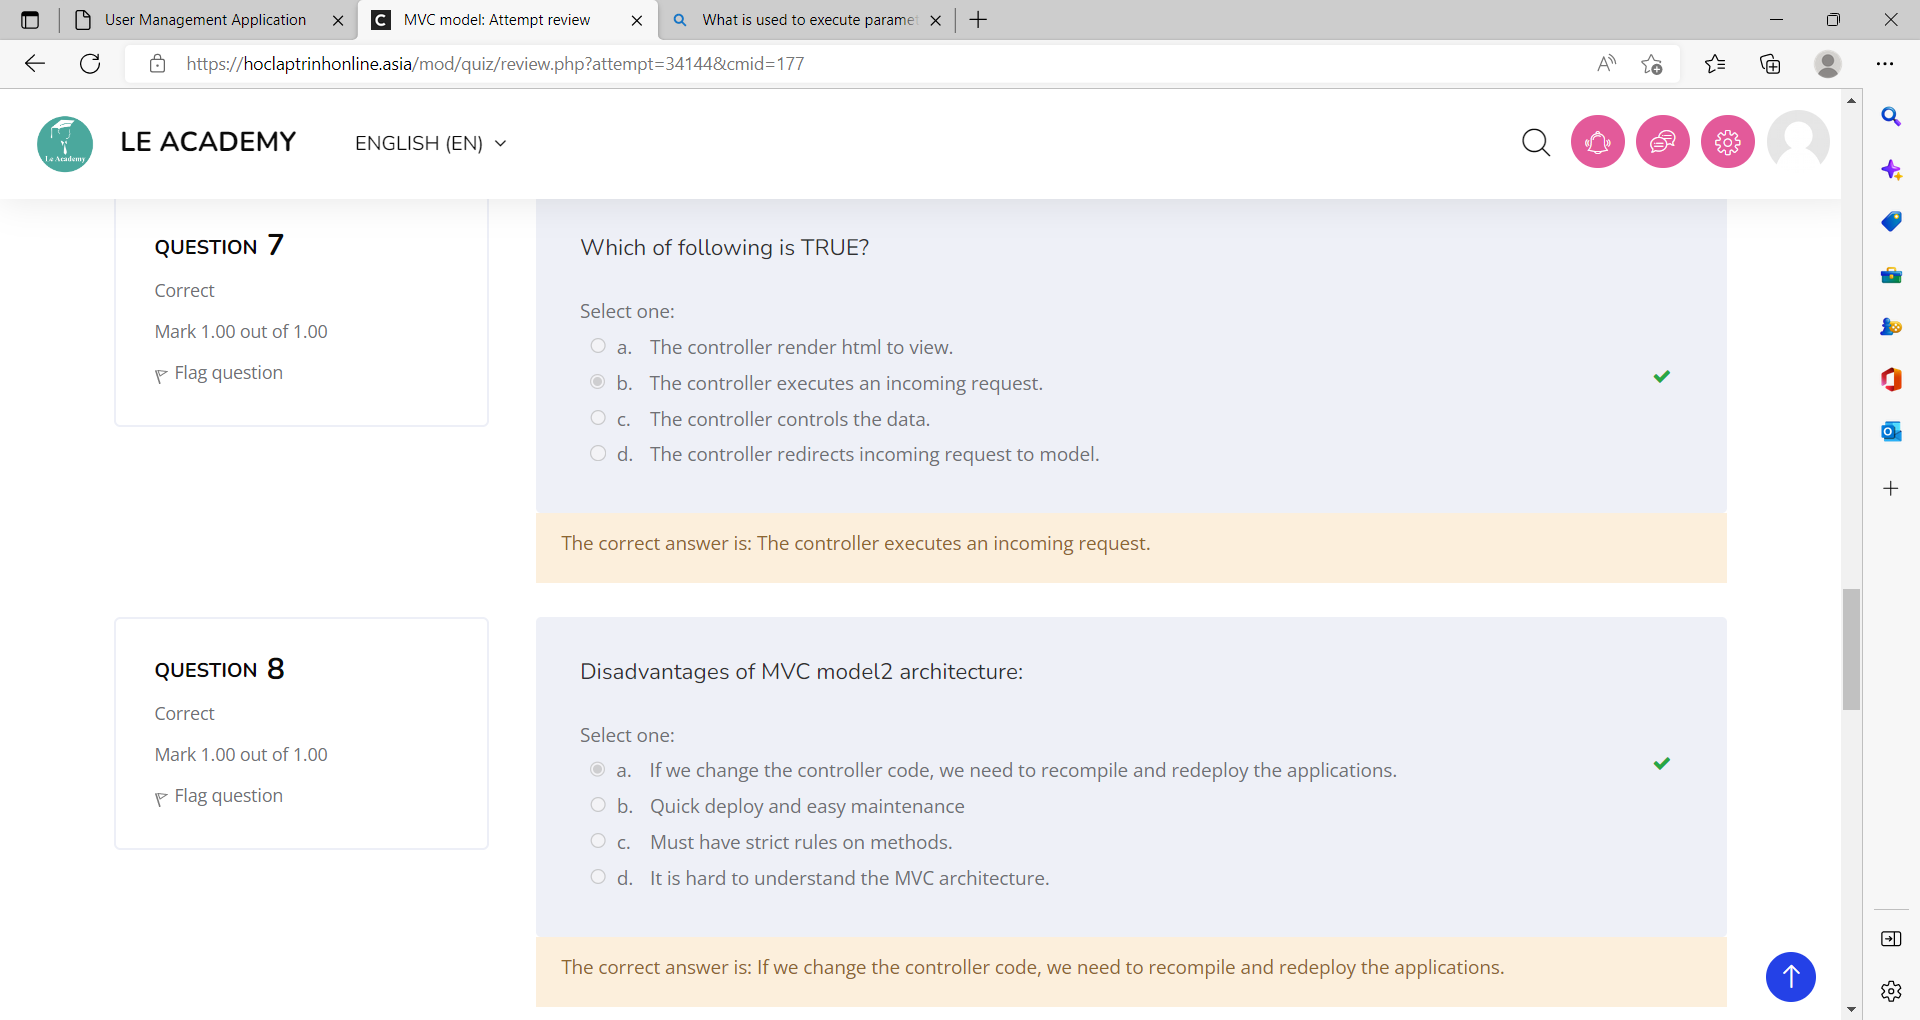 User Management Application
MVC model: Attempt review
What is used to execute paramet
https://hoclaptrinhonline.asia/mod/quiz/review.php?attempt=34144&cmid=177
Le Academy
LE ACADEMY
ENGLISH (EN)
QUESTION 7
Correct
Mark 1.00 out of 1.00
Flag question
Which of following is TRUE?
Select one:
a. The controller render html to view.
b. The controller executes an incoming request.
c. The controller controls the data.
d. The controller redirects incoming request to model.
The correct answer is: The controller executes an incoming request.
QUESTION 8
Correct
Mark 1.00 out of 1.00
Flag question
Disadvantages of MVC model2 architecture:
Select one:
a. If we change the controller code, we need to recompile and redeploy the applications.
b. Quick deploy and easy maintenance
c. Must have strict rules on methods.
d. It is hard to understand the MVC architecture.
The correct answer is: If we change the controller code, we need to recompile and redeploy the applications.